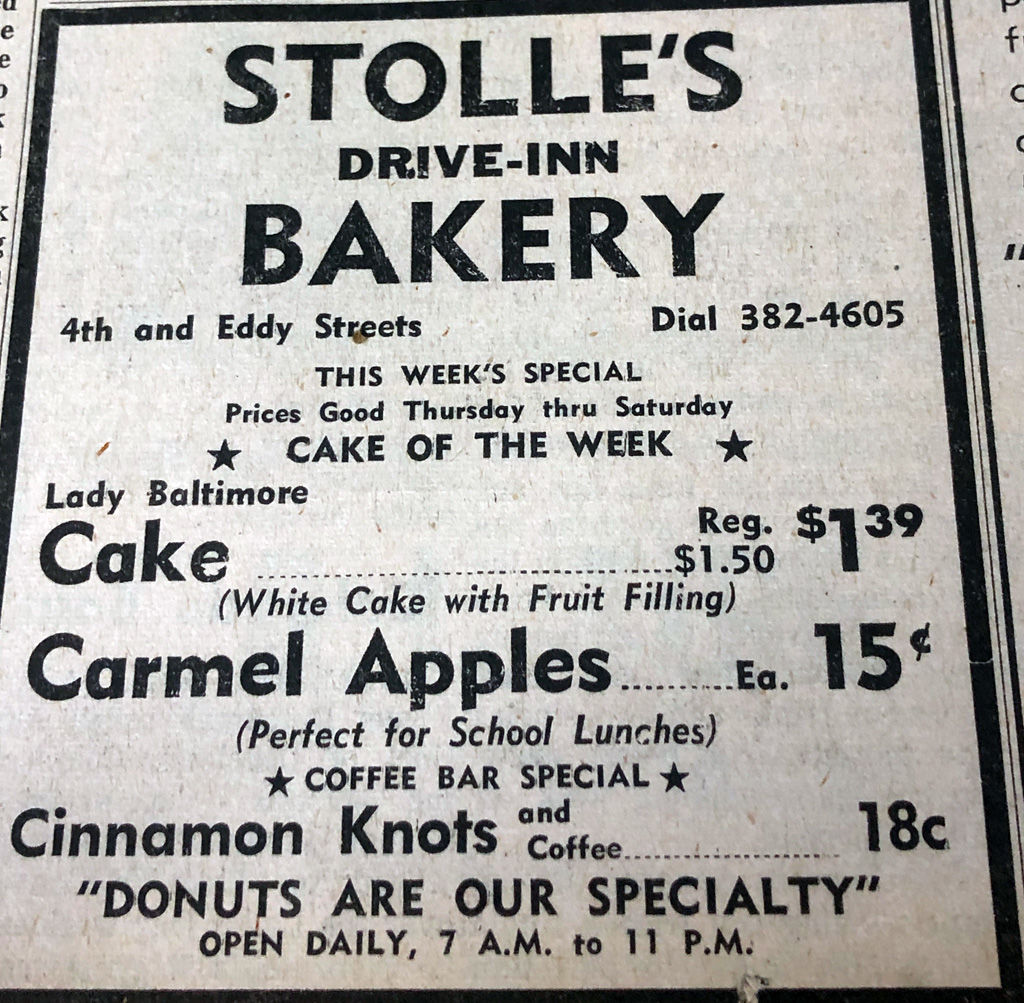 STOLLE'S
DRIVE-INN
BAKERY
4th and Eddy Streets Dial 382-4605
THIS WEEK'S SPECIAL
Prices Good Thursday thru Saturday
★ CAKE OF THE WEEK ★
Lady Baltimore
Cake ........ Reg. $1.50 $1 39
(White Cake with Fruit Filling)
Carmel Apples ........ Ea. 15¢
(Perfect for School Lunches)
★ COFFEE BAR SPECIAL ★
Cinnamon Knots and Coffee ........ 18c
"DONUTS ARE OUR SPECIALTY"
OPEN DAILY, 7 A.M. to 11 P.M.